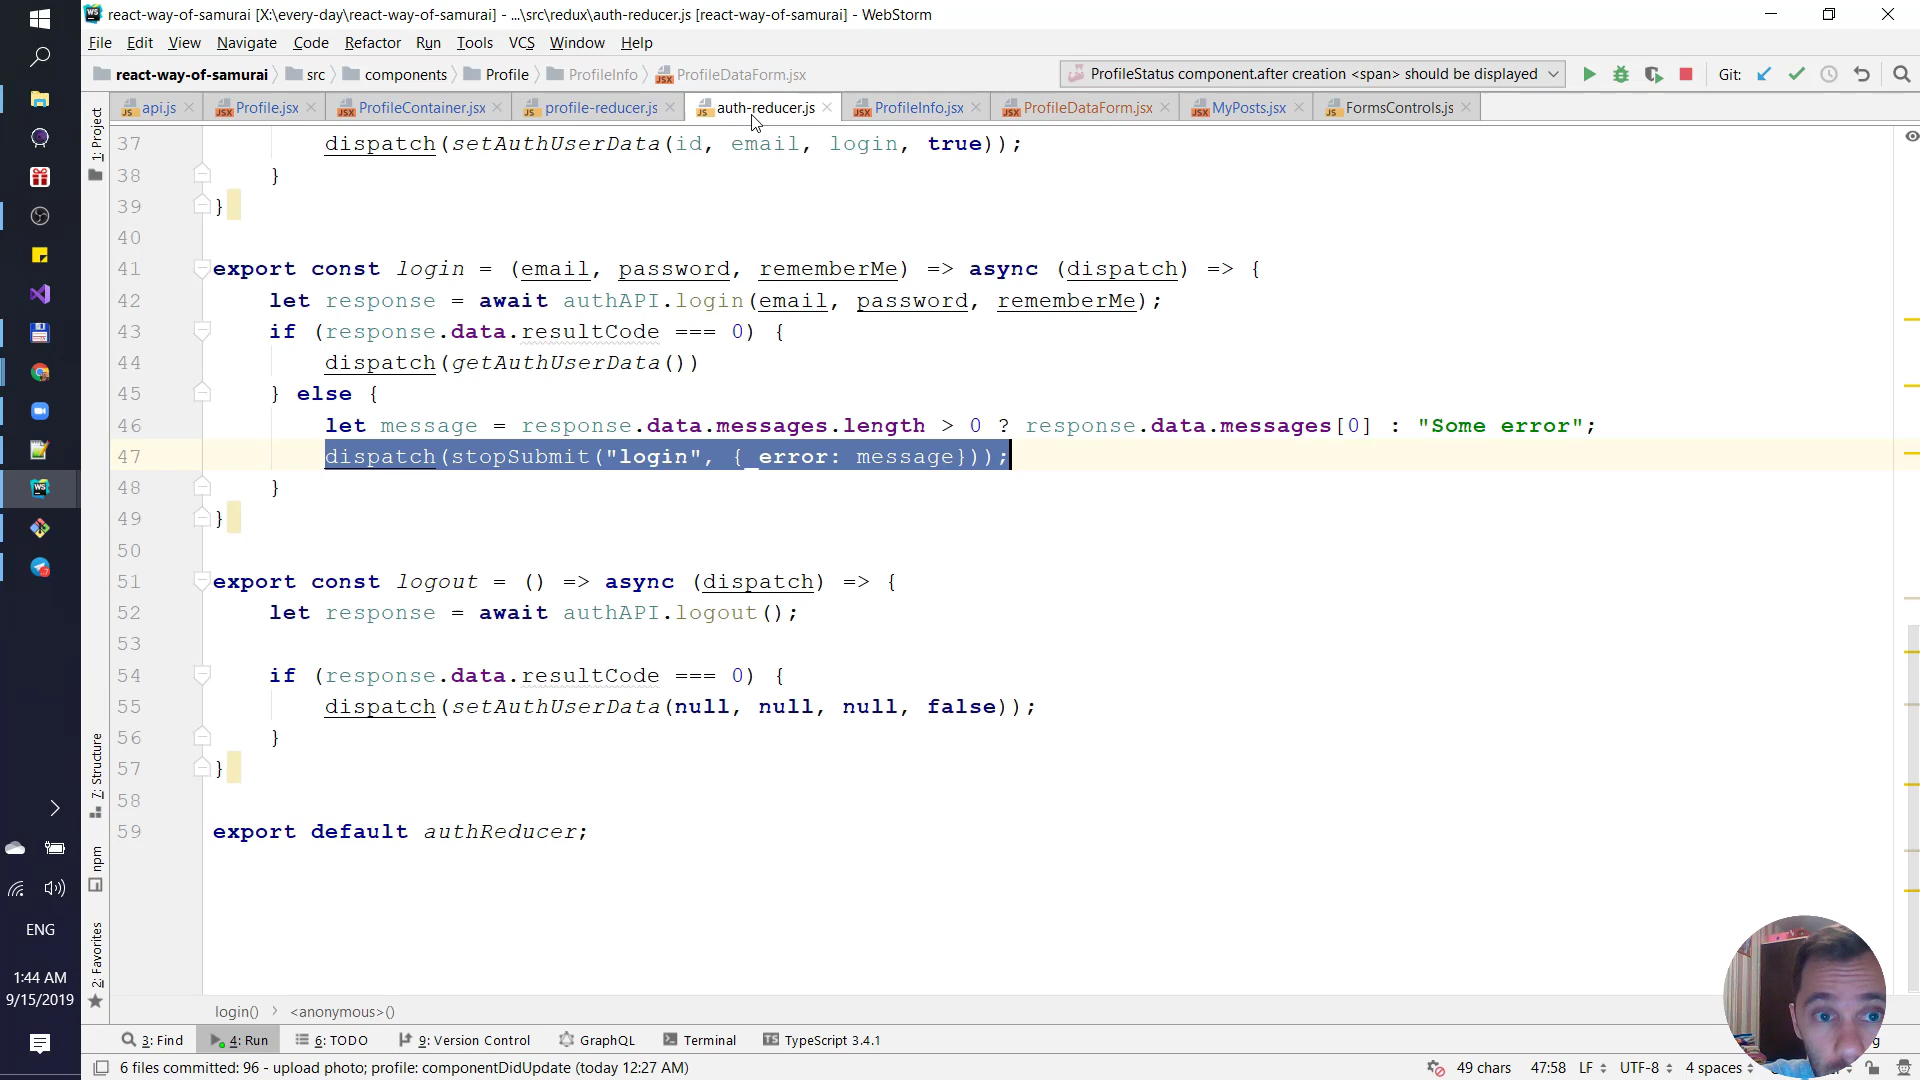 react-way-of-samurai [X:\every-day\react-way-of-samurai] - ...\src\redux\auth-reducer.js [react-way-of-samurai] - WebStorm
File Edit View Navigate Code Refactor Run Tools VCS Window Help
react-way-of-samurai src components Profile ProfileInfo ProfileDataForm.jsx ProfileStatus component.after creation <span> should be displayed Git:
api.js Profile.jsx ProfileContainer.jsx profile-reducer.js auth-reducer.js ProfileInfo.jsx ProfileDataForm.jsx MyPosts.jsx FormsControls.js
1: Project
37 dispatch(setAuthUserData(id, email, login, true));
38 }
39 }
40
41 export const login = (email, password, rememberMe) => async (dispatch) => {
42 let response = await authAPI.login(email, password, rememberMe);
43 if (response.data.resultCode === 0) {
44 dispatch(getAuthUserData())
45 } else {
46 let message = response.data.messages.length > 0 ? response.data.messages[0] : "Some error";
47 dispatch(stopSubmit("login", {_error: message}));
48 }
49 }
50
51 export const logout = () => async (dispatch) => {
52 let response = await authAPI.logout();
53
54 if (response.data.resultCode === 0) {
55 dispatch(setAuthUserData(null, null, null, false));
56 }
57 }
58
59 export default authReducer;
7: Structure
npm
2: Favorites
login() <anonymous>()
3: Find 4: Run 6: TODO 9: Version Control GraphQL Terminal TypeScript 3.4.1
6 files committed: 96 - upload photo; profile: componentDidUpdate (today 12:27 AM) 49 chars 47:58 LF UTF-8 4 spaces
ENG
1:44 AM
9/15/2019